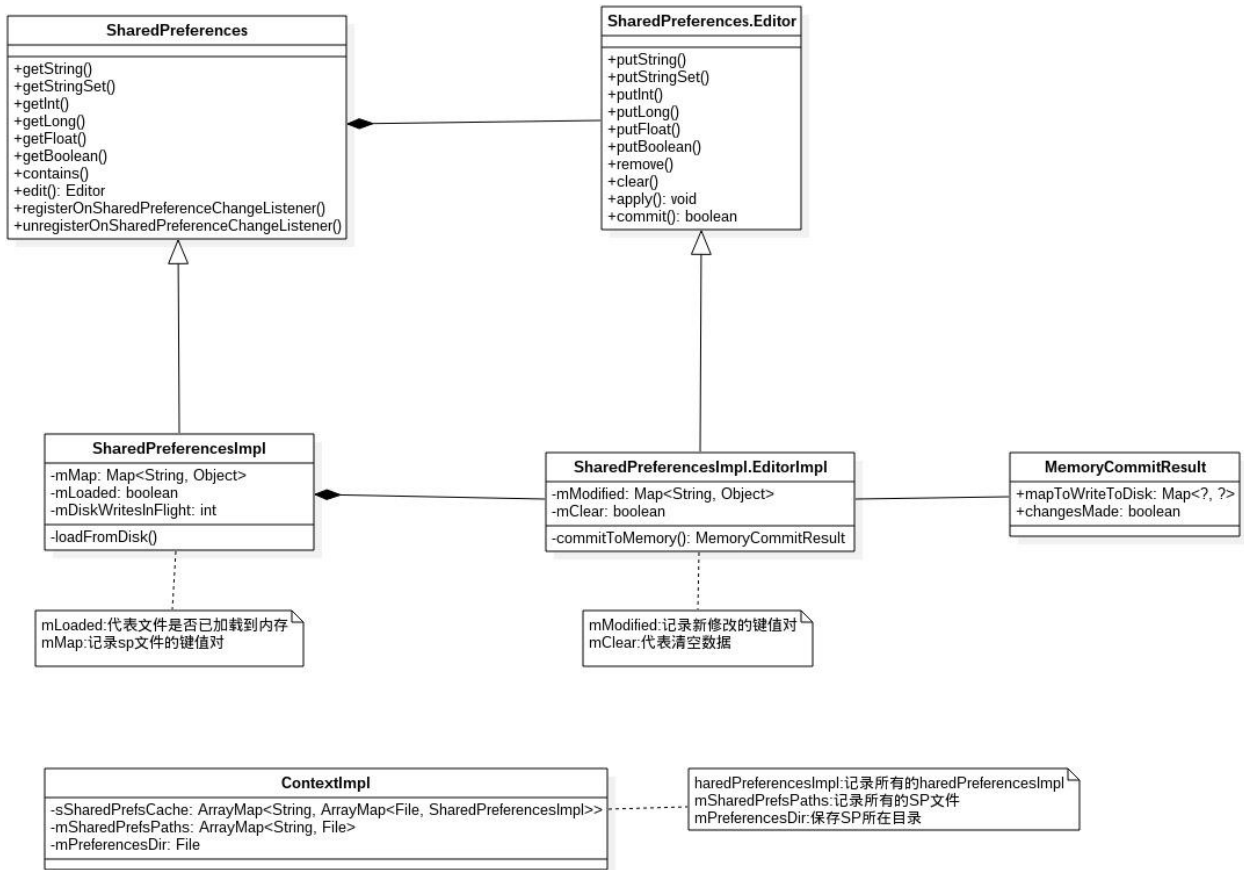 SharedPreferences
+getString()
+getStringSet()
+getInt()
+getLong()
+getFloat()
+getBoolean()
+contains()
+edit(): Editor
+registerOnSharedPreferenceChangeListener()
+unregisterOnSharedPreferenceChangeListener()
SharedPreferences.Editor
+putString()
+putStringSet()
+putInt()
+putLong()
+putFloat()
+putBoolean()
+remove()
+clear()
+apply(): void
+commit(): boolean
SharedPreferencesImpl
-mMap: Map<String, Object>
-mLoaded: boolean
-mDiskWritesInFlight: int
-loadFromDisk()
SharedPreferencesImpl.EditorImpl
-mModified: Map<String, Object>
-mClear: boolean
-commitToMemory(): MemoryCommitResult
MemoryCommitResult
+mapToWriteToDisk: Map<?, ?>
+changesMade: boolean
mLoaded:代表文件是否已加载到内存
mMap:记录sp文件的键值对
mModified:记录新修改的键值对
mClear:代表清空数据
ContextImpl
-sSharedPrefsCache: ArrayMap<String, ArrayMap<File, SharedPreferencesImpl>>
-mSharedPrefsPaths: ArrayMap<String, File>
-mPreferencesDir: File
haredPreferencesImpl:记录所有的haredPreferencesImpl
mSharedPrefsPaths:记录所有的SP文件
mPreferencesDir:保存SP所在目录